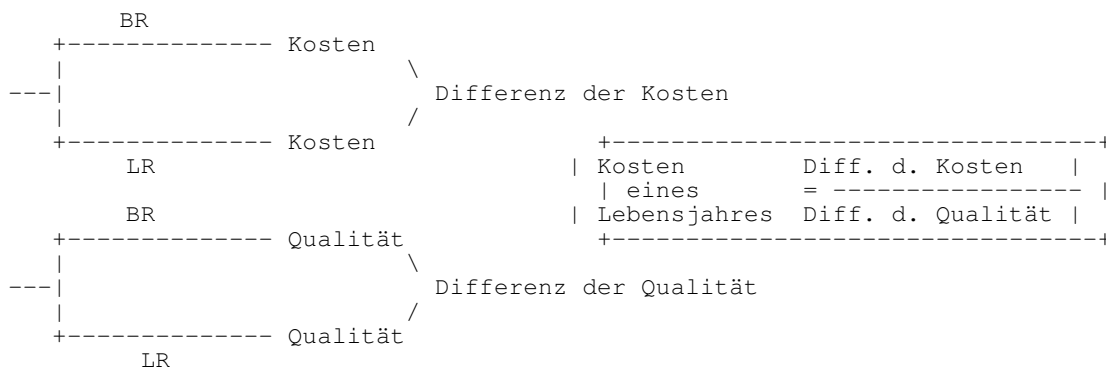 BR
Kosten
Differenz der Kosten
Kosten
LR
Kosten Diff. d. Kosten
eines = -----------------
Lebensjahres Diff. d. Qualität
BR
Qualität
Differenz der Qualität
Qualität
LR